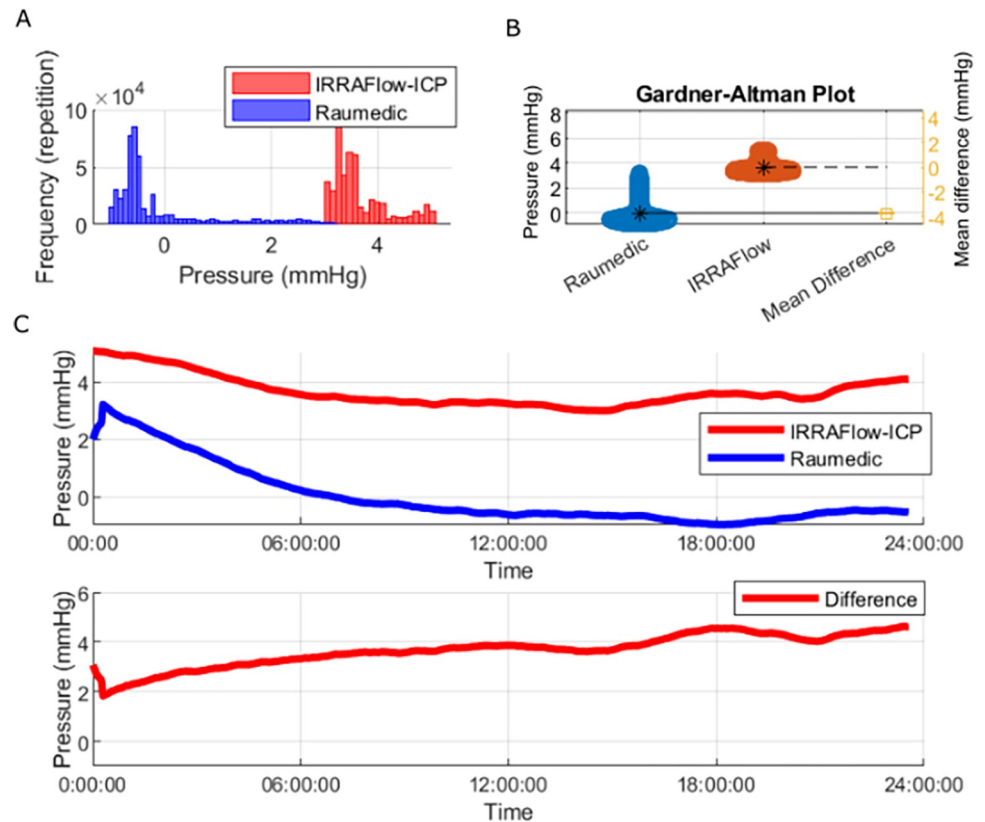 A
IRRAFlow-ICP
Raumedic
×10⁴
10
5
0
Frequency (repetition)
0 2 4
Pressure (mmHg)
B
Gardner-Altman Plot
Pressure (mmHg)
8
6
4
2
0
4
2
0
-2
-4
Mean difference (mmHg)
Raumedic
IRRAFlow
Mean Difference
C
Pressure (mmHg)
4
2
0
IRRAFlow-ICP
Raumedic
00:00 06:00:00 12:00:00 18:00:00 24:00:00
Time
Difference
Pressure (mmHg)
6
4
2
0
0:00:00 06:00:00 12:00:00 18:00:00 24:00:00
Time